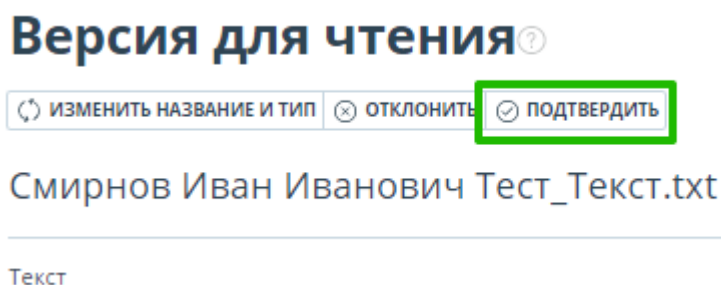 Версия для чтения?
ИЗМЕНИТЬ НАЗВАНИЕ И ТИП ОТКЛОНИТЬ ПОДТВЕРДИТЬ
Смирнов Иван Иванович Тест_Текст.txt
Текст